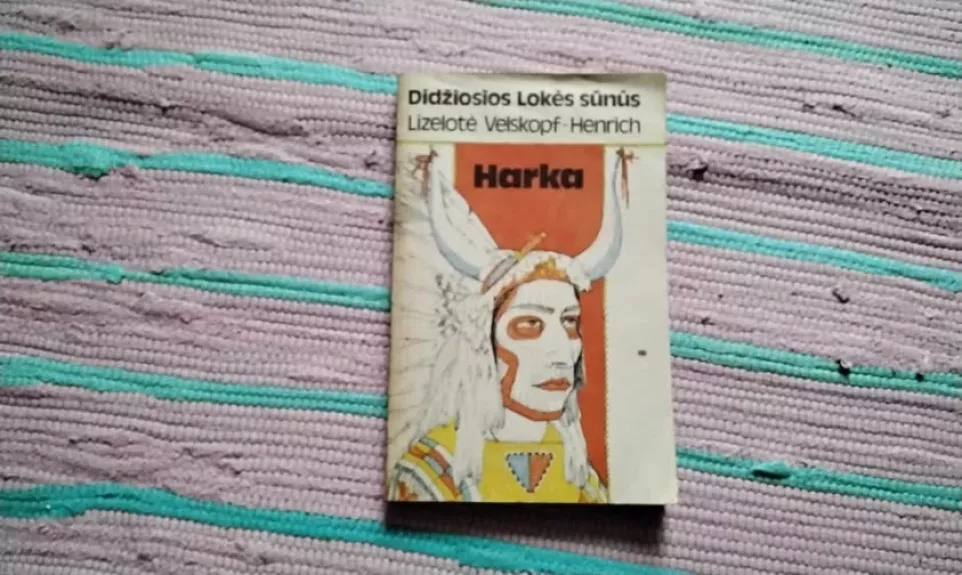 Didžiosios Lokės sūnūs
Lizelotė Velskopf-Henrich
Harka